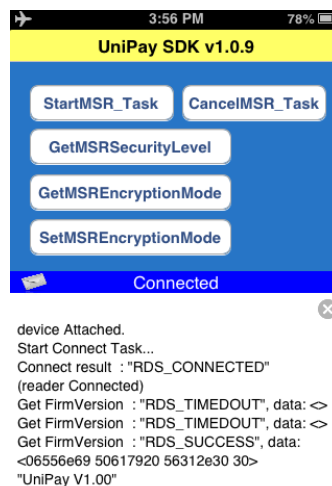 3:56 PM 78%
UniPay SDK v1.0.9
StartMSR_Task CancelMSR_Task
GetMSRSecurityLevel
GetMSREncryptionMode
SetMSREncryptionMode
Connected
device Attached.
Start Connect Task...
Connect result : "RDS_CONNECTED"
(reader Connected)
Get FirmVersion : "RDS_TIMEDOUT", data: <>
Get FirmVersion : "RDS_TIMEDOUT", data: <>
Get FirmVersion : "RDS_SUCCESS", data:
<06556e69 50617920 56312e30 30>
"UniPay V1.00"